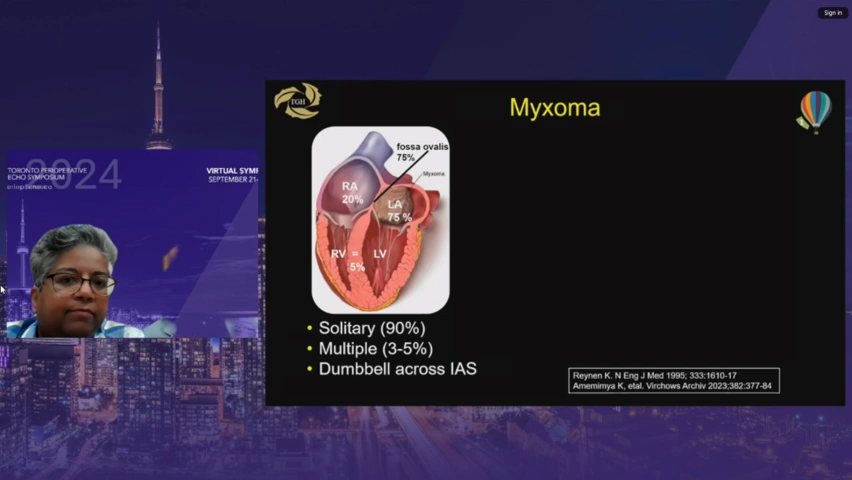 Sign in
TGH
Myxoma
fossa ovalis
75%
Myxoma
RA
20%
LA
75 %
RV = LV
5%
• Solitary (90%)
• Multiple (3-5%)
• Dumbbell across IAS
Reynen K. N Eng J Med 1995; 333:1610-17
Amemimya K, etal. Virchows Archiv 2023;382:377-84
2024
TORONTO PERIOPERATIVE
ECHO SYMPOSIUM
VIRTUAL SYMP
SEPTEMBER 21-